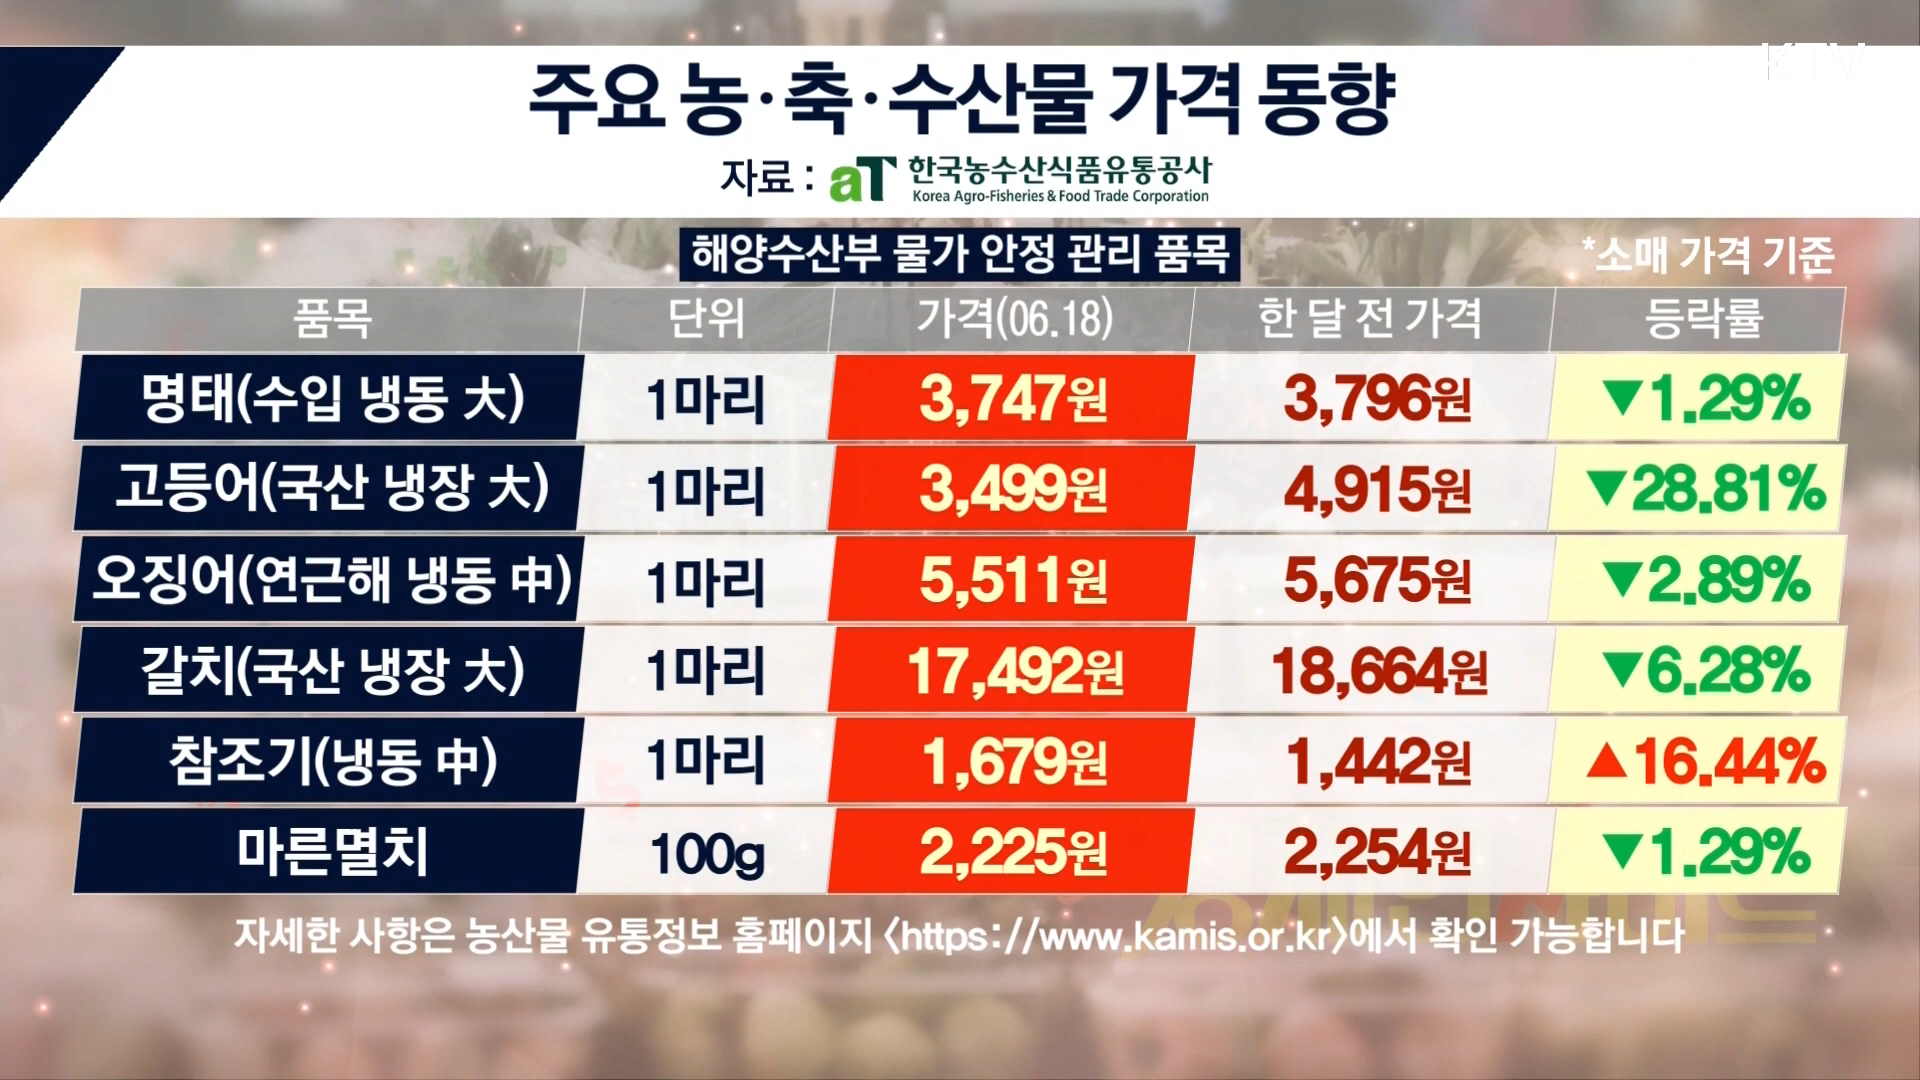 KTV
주요 농·축·수산물 가격 동향
자료 : aT 한국농수산식품유통공사
Korea Agro-Fisheries & Food Trade Corporation
해양수산부 물가 안정 관리 품목
*소매 가격 기준
품목 단위 가격(06.18) 한 달 전 가격 등락률
명태(수입 냉동 大) 1마리 3,747원 3,796원 ▼1.29%
고등어(국산 냉장 大) 1마리 3,499원 4,915원 ▼28.81%
오징어(연근해 냉동 中) 1마리 5,511원 5,675원 ▼2.89%
갈치(국산 냉장 大) 1마리 17,492원 18,664원 ▼6.28%
참조기(냉동 中) 1마리 1,679원 1,442원 ▲16.44%
마른멸치 100g 2,225원 2,254원 ▼1.29%
자세한 사항은 농산물 유통정보 홈페이지 <https://www.kamis.or.kr>에서 확인 가능합니다